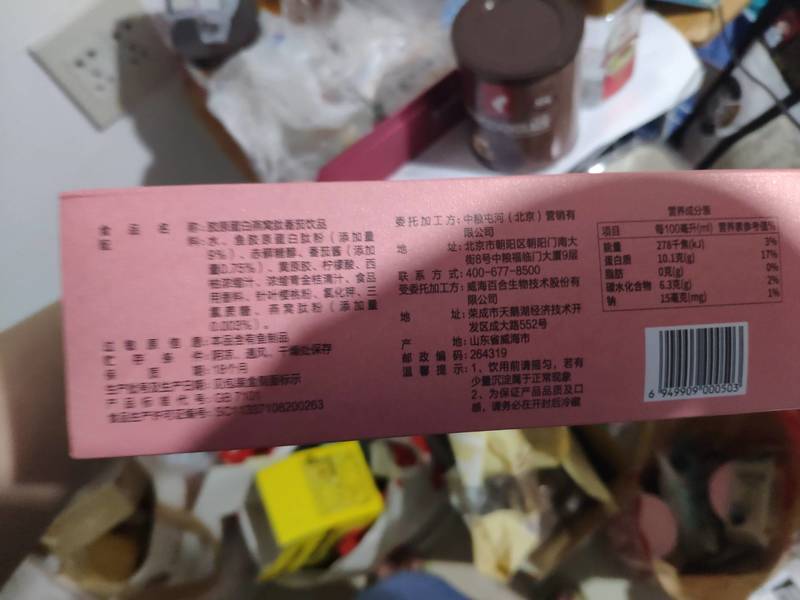 食品名称:胶原蛋白燕窝肽番茄饮品
配料:水、鱼胶原蛋白肽粉(添加量
9%)、赤藓糖醇、番茄酱(添加
量0.75%)、黄原胶、柠檬酸、西
柚浓缩汁、浓缩青金桔清汁、食品
用香料、针叶樱桃粉、氯化钾、三
氯蔗糖、燕窝肽粉(添加量
0.003%)。
过敏原信息:本品含有鱼制品
贮存条件:阴凉、通风、干燥处保存
保质期:18个月
生产批号及生产日期:见包装盒侧面标示
产品标准代号:GB 7101
食品生产许可证编号:SC11337108200263
委托加工方:中粮屯河(北京)营销有
限公司
地址:北京市朝阳区朝阳门南大
街8号中粮福临门大厦9层
联系方式:400-677-8500
受委托加工方:威海百合生物技术股份有
限公司
地址:荣成市天鹅湖经济技术开
发区成大路552号
产地:山东省威海市
邮政编码:264319
温馨提示:1、饮用前请摇匀,若有
少量沉淀属于正常现象
2、为保证产品品质及口
感,请务必在开封后冷藏
营养成分表
项目 每100毫升(ml) 营养素参考值%
能量 278千焦(kJ) 3%
蛋白质 10.1克(g) 17%
脂肪 0克(g) 0%
碳水化合物 6.3克(g) 2%
钠 15毫克(mg) 1%
6 949909 000503